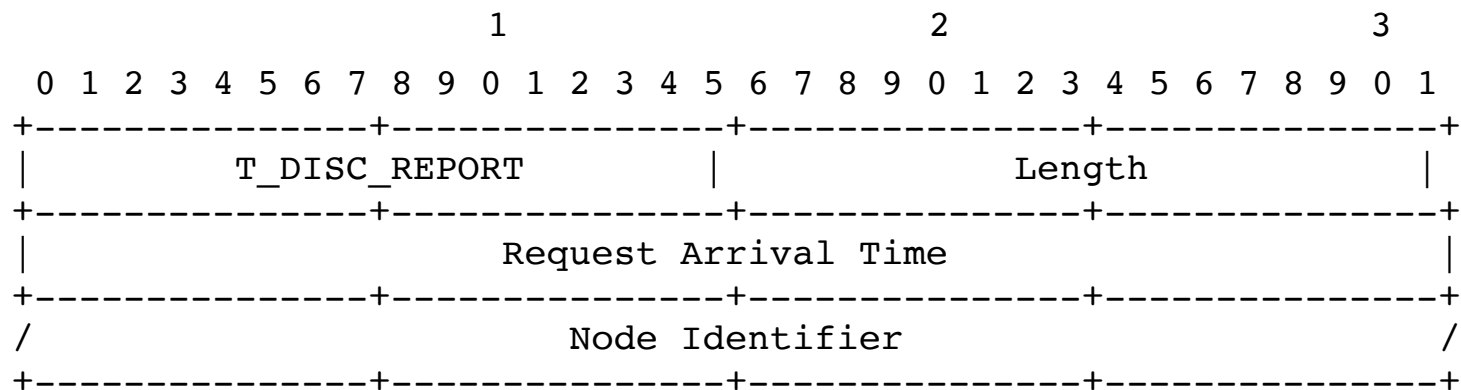 1                   2                   3
 0 1 2 3 4 5 6 7 8 9 0 1 2 3 4 5 6 7 8 9 0 1 2 3 4 5 6 7 8 9 0 1
+---------------+---------------+---------------+---------------+
|         T_DISC_REPORT        |             Length            |
+---------------+---------------+---------------+---------------+
|                     Request Arrival Time                      |
+---------------+---------------+---------------+---------------+
/                        Node Identifier                        /
+---------------+---------------+---------------+---------------+